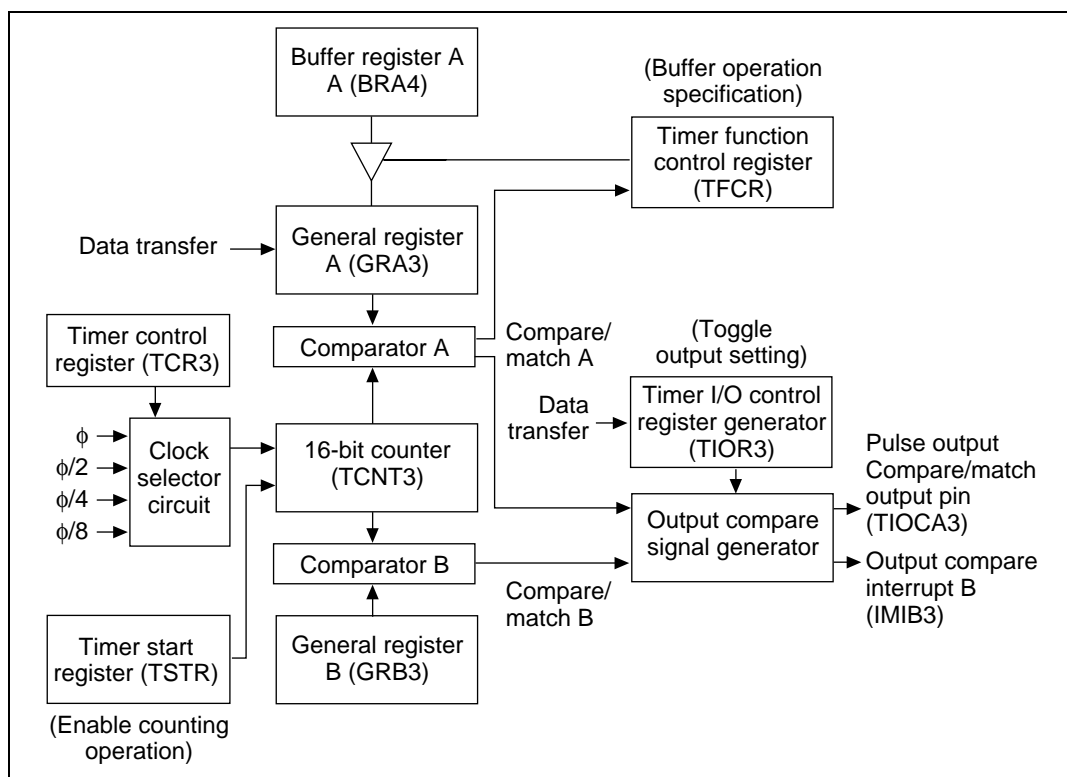 Buffer register A
A (BRA4)
(Buffer operation
specification)
Timer function
control register
(TFCR)
Data transfer
General register
A (GRA3)
Timer control
register (TCR3)
Comparator A
Compare/
match A
(Toggle
output setting)
Data
transfer
Timer I/O control
register generator
(TIOR3)
ϕ
ϕ/2
ϕ/4
ϕ/8
Clock
selector
circuit
16-bit counter
(TCNT3)
Pulse output
Compare/match
output pin
(TIOCA3)
Output compare
signal generator
Comparator B
Compare/
match B
Output compare
interrupt B
(IMIB3)
Timer start
register (TSTR)
General register
B (GRB3)
(Enable counting
operation)